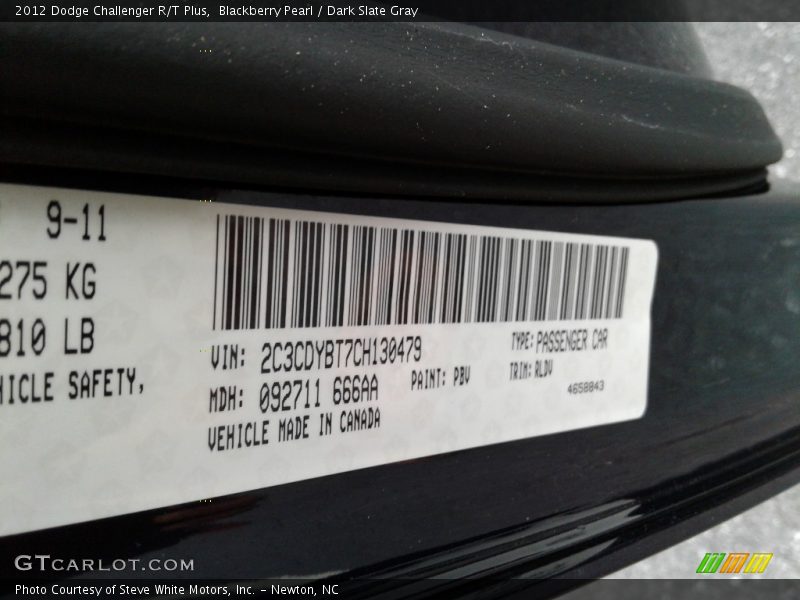 2012 Dodge Challenger R/T Plus, Blackberry Pearl / Dark Slate Gray
9-11
275 KG
810 LB
HICLE SAFETY,
VIN: 2C3CDYBT7CH130479
TYPE: PASSENGER CAR
MDH: 092711 666AA
PAINT: PBV
TRIM: RLDV
VEHICLE MADE IN CANADA
4658843
GTCARLOT.COM
Photo Courtesy of Steve White Motors, Inc. – Newton, NC